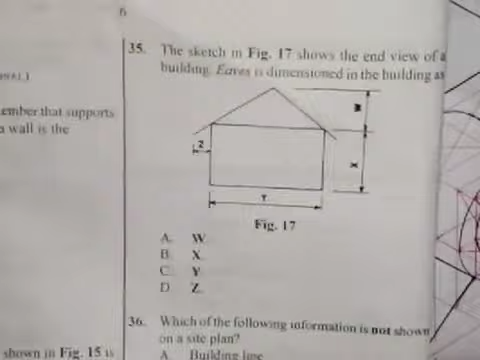 6
35. The sketch in Fig. 17 shows the end view of a
building. Eaves is dimensioned in the building as
ember that supports
a wall is the
W
Z
X
Y
Fig. 17
A. W
B. X
C. Y
D. Z
36. Which of the following information is not shown
on a site plan?
shown in Fig. 15 is
A. Building line